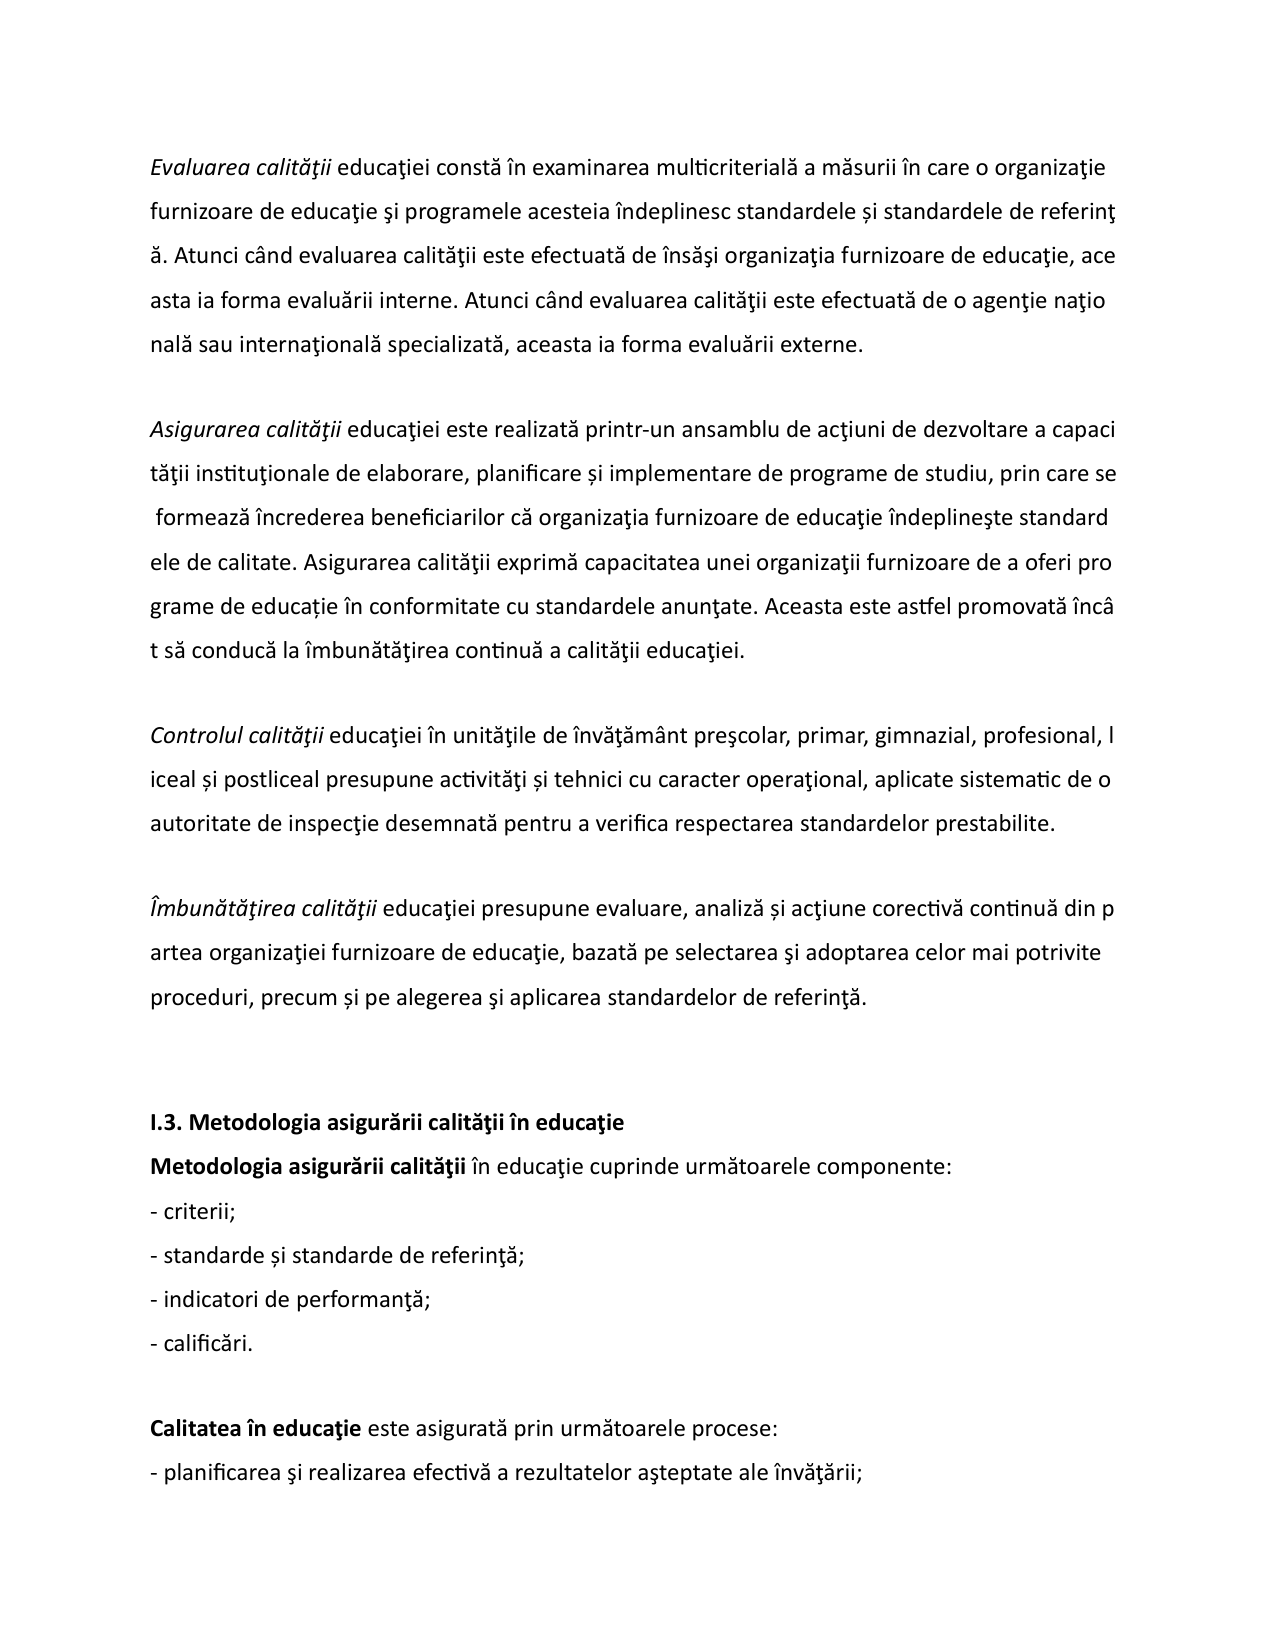 Evaluarea calităţii educaţiei constă în examinarea multicriterială a măsurii în care o organizaţie
furnizoare de educaţie şi programele acesteia îndeplinesc standardele și standardele de referinţ
ă. Atunci când evaluarea calităţii este efectuată de însăşi organizaţia furnizoare de educaţie, ace
asta ia forma evaluării interne. Atunci când evaluarea calităţii este efectuată de o agenţie naţio
nală sau internaţională specializată, aceasta ia forma evaluării externe.
Asigurarea calităţii educaţiei este realizată printr-un ansamblu de acţiuni de dezvoltare a capaci
tăţii instituţionale de elaborare, planificare și implementare de programe de studiu, prin care se
formează încrederea beneficiarilor că organizaţia furnizoare de educaţie îndeplineşte standard
ele de calitate. Asigurarea calităţii exprimă capacitatea unei organizaţii furnizoare de a oferi pro
grame de educație în conformitate cu standardele anunţate. Aceasta este astfel promovată încâ
t să conducă la îmbunătăţirea continuă a calităţii educaţiei.
Controlul calităţii educaţiei în unităţile de învăţământ preşcolar, primar, gimnazial, profesional, l
iceal și postliceal presupune activităţi și tehnici cu caracter operaţional, aplicate sistematic de o
autoritate de inspecţie desemnată pentru a verifica respectarea standardelor prestabilite.
Îmbunătăţirea calităţii educaţiei presupune evaluare, analiză și acţiune corectivă continuă din p
artea organizaţiei furnizoare de educaţie, bazată pe selectarea şi adoptarea celor mai potrivite
proceduri, precum și pe alegerea şi aplicarea standardelor de referinţă.
I.3. Metodologia asigurării calităţii în educaţie
Metodologia asigurării calităţii în educaţie cuprinde următoarele componente:
- criterii;
- standarde și standarde de referinţă;
- indicatori de performanţă;
- calificări.
Calitatea în educaţie este asigurată prin următoarele procese:
- planificarea şi realizarea efectivă a rezultatelor aşteptate ale învăţării;